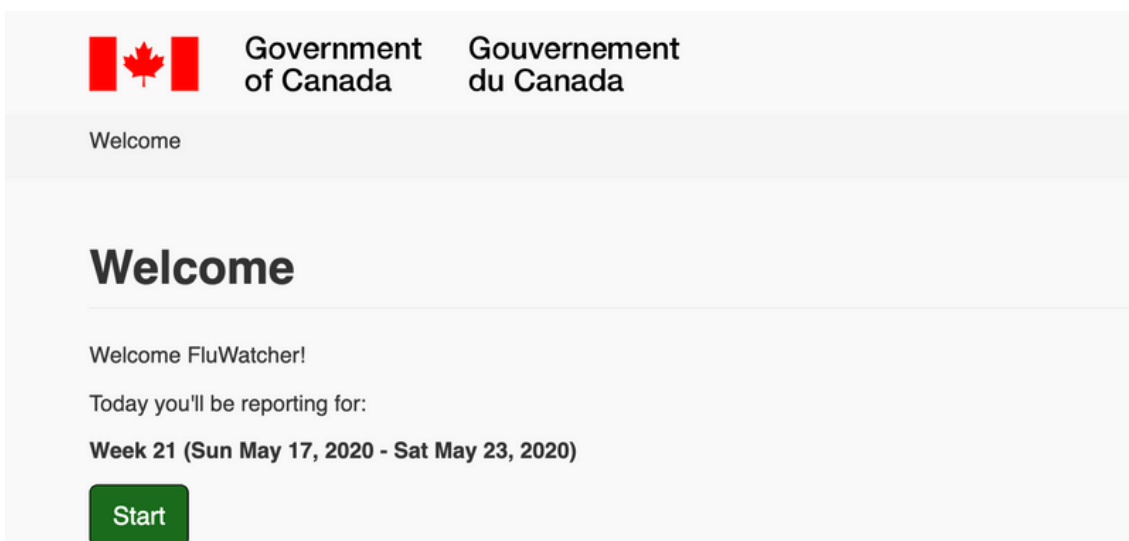 Government Gouvernement
of Canada du Canada
Welcome
Welcome
Welcome FluWatcher!
Today you'll be reporting for:
Week 21 (Sun May 17, 2020 - Sat May 23, 2020)
Start